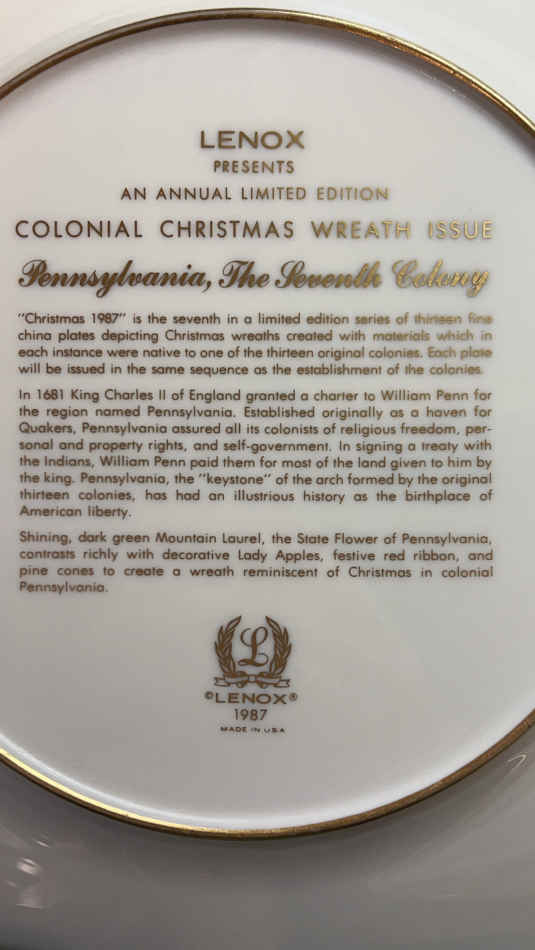 LENOX
PRESENTS
AN ANNUAL LIMITED EDITION
COLONIAL CHRISTMAS WREATH ISSUE
Pennsylvania, The Seventh Colony
"Christmas 1987" is the seventh in a limited edition series of thirteen fine
china plates depicting Christmas wreaths created with materials which in
each instance were native to one of the thirteen original colonies. Each plate
will be issued in the same sequence as the establishment of the colonies.
In 1681 King Charles II of England granted a charter to William Penn for
the region named Pennsylvania. Established originally as a haven for
Quakers, Pennsylvania assured all its colonists of religious freedom, per-
sonal and property rights, and self-government. In signing a treaty with
the Indians, William Penn paid them for most of the land given to him by
the king. Pennsylvania, the "keystone" of the arch formed by the original
thirteen colonies, has had an illustrious history as the birthplace of
American liberty.
Shining, dark green Mountain Laurel, the State Flower of Pennsylvania,
contrasts richly with decorative Lady Apples, festive red ribbon, and
pine cones to create a wreath reminiscent of Christmas in colonial
Pennsylvania.
L
©LENOX®
1987
MADE IN USA